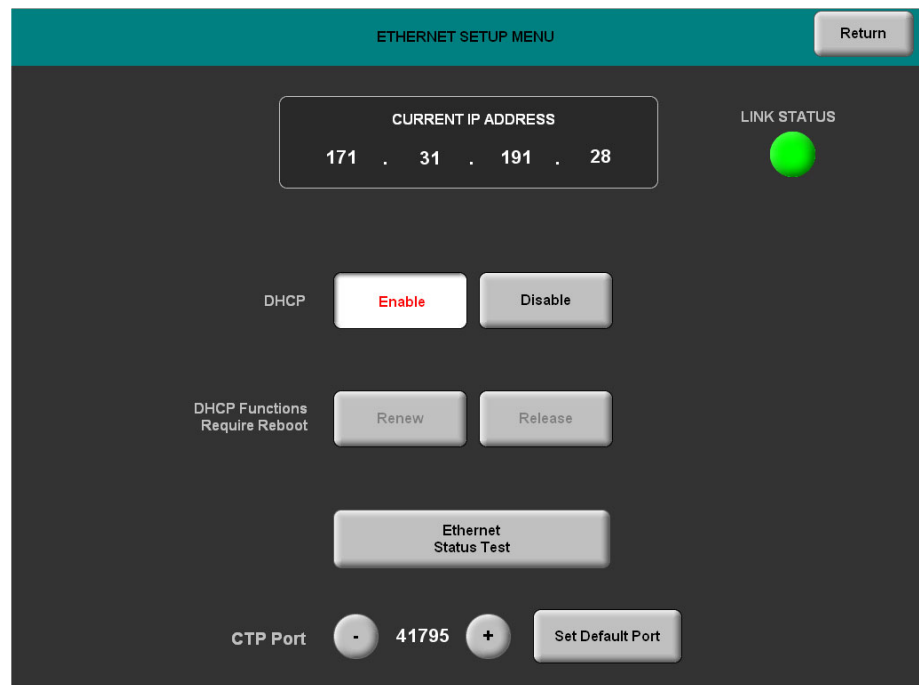 ETHERNET SETUP MENU
Return
CURRENT IP ADDRESS
171 . 31 . 191 . 28
LINK STATUS
DHCP Enable Disable
DHCP Functions
Require Reboot
Renew Release
Ethernet
Status Test
CTP Port - 41795 + Set Default Port